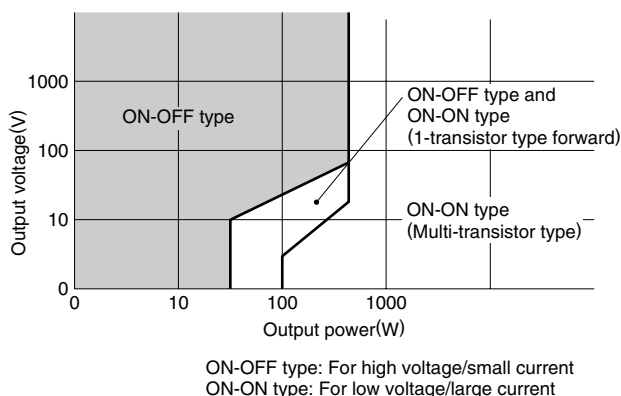 1000
100
10
0
Output voltage(V)
ON-OFF type
ON-OFF type and
ON-ON type
(1-transistor type forward)
ON-ON type
(Multi-transistor type)
0
10
100
1000
Output power(W)
ON-OFF type: For high voltage/small current
ON-ON type: For low voltage/large current